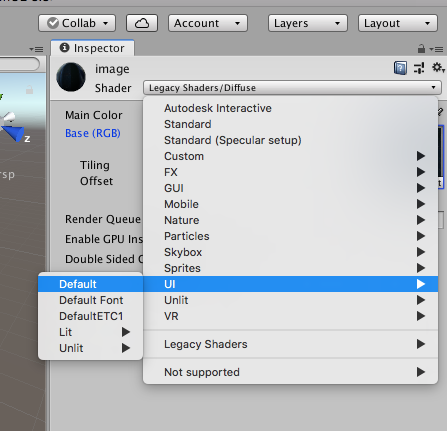 Collab
Account
Layers
Layout
Inspector
image
Shader
Legacy Shaders/Diffuse
Main Color
Base (RGB)
Tiling
Offset
Render Queue
Enable GPU Ins
Double Sided G
Autodesk Interactive
Standard
Standard (Specular setup)
Custom
FX
GUI
Mobile
Nature
Particles
Skybox
Sprites
UI
Unlit
VR
Legacy Shaders
Not supported
Default
Default Font
DefaultETC1
Lit
Unlit
z
rsp